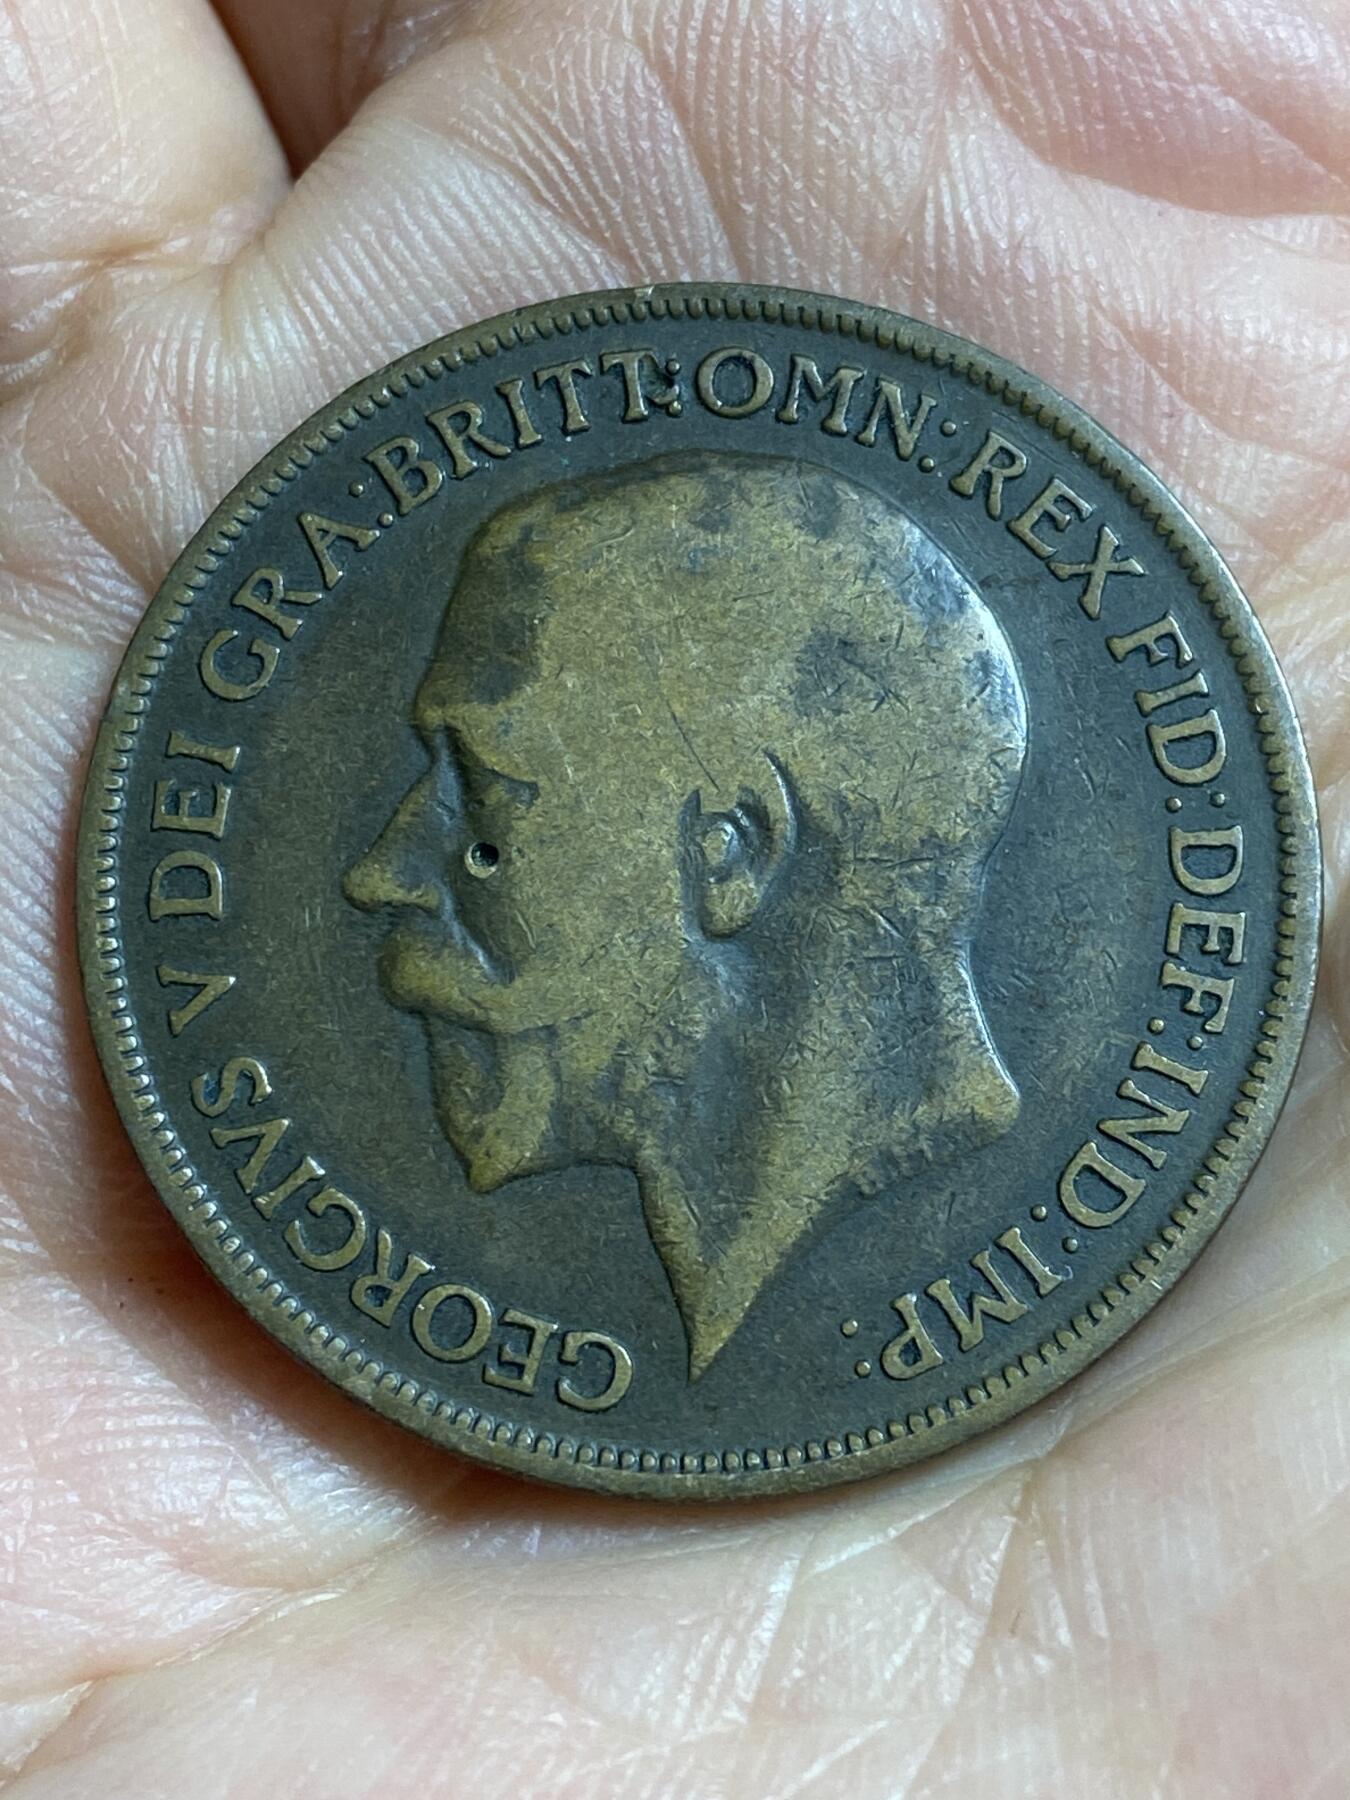 GEORGIVS V DEI GRA: BRITT: OMN: REX FID: DEF: IND: IMP: